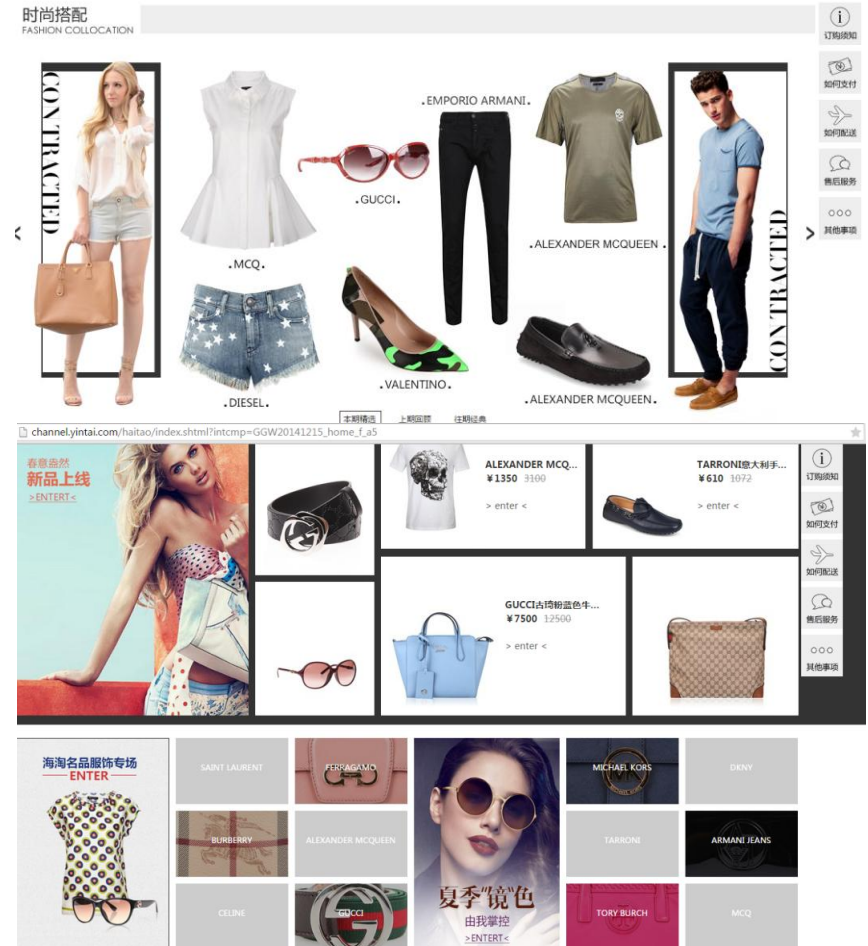 时尚搭配
FASHION COLLOCATION
订购须知
如何支付
如何配送
售后服务
其他事项
CONTRACTED
.EMPORIO ARMANI.
.GUCCI.
.ALEXANDER MCQUEEN .
.MCQ.
CONTRACTED
.VALENTINO.
.DIESEL.
.ALEXANDER MCQUEEN.
本期精选 上期回顾 往期经典
channel.yintai.com/haitao/index.shtml?intcmp=GGW20141215_home_f_a5
春意盎然
新品上线
>ENTERT<
ALEXANDER MCQ...
¥1350 3100
> enter <
TARRONI意大利手...
¥610 1072
> enter <
GUCCI古琦粉蓝色牛...
¥7500 12500
> enter <
订购须知
如何支付
如何配送
售后服务
其他事项
海淘名品服饰专场
ENTER
SAINT LAURENT
FERRAGAMO
MICHAEL KORS
DKNY
BURBERRY
ALEXANDER MCQUEEN
TARRONI
ARMANI JEANS
夏季"镜"色
由我掌控
>ENTERT<
CELINE
GUCCI
TORY BURCH
MCQ